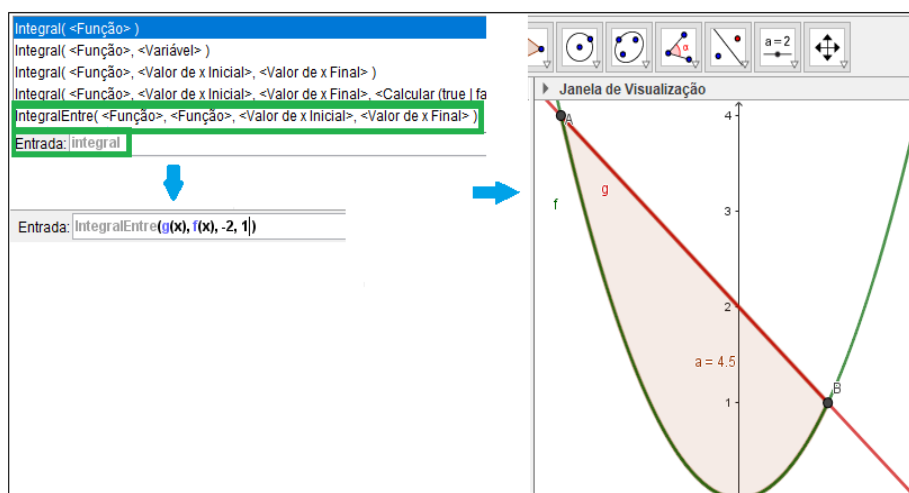 Integral( <Função> )
Integral( <Função>, <Variável> )
Integral( <Função>, <Valor de x Inicial>, <Valor de x Final> )
Integral( <Função>, <Valor de x Inicial>, <Valor de x Final>, <Calcular (true | fa
IntegralEntre( <Função>, <Função>, <Valor de x Inicial>, <Valor de x Final> )
Entrada: integral
Entrada: IntegralEntre(g(x), f(x), -2, 1)
α
a = 2
Janela de Visualização
A
4
g
f
3
2
a = 4.5
B
1